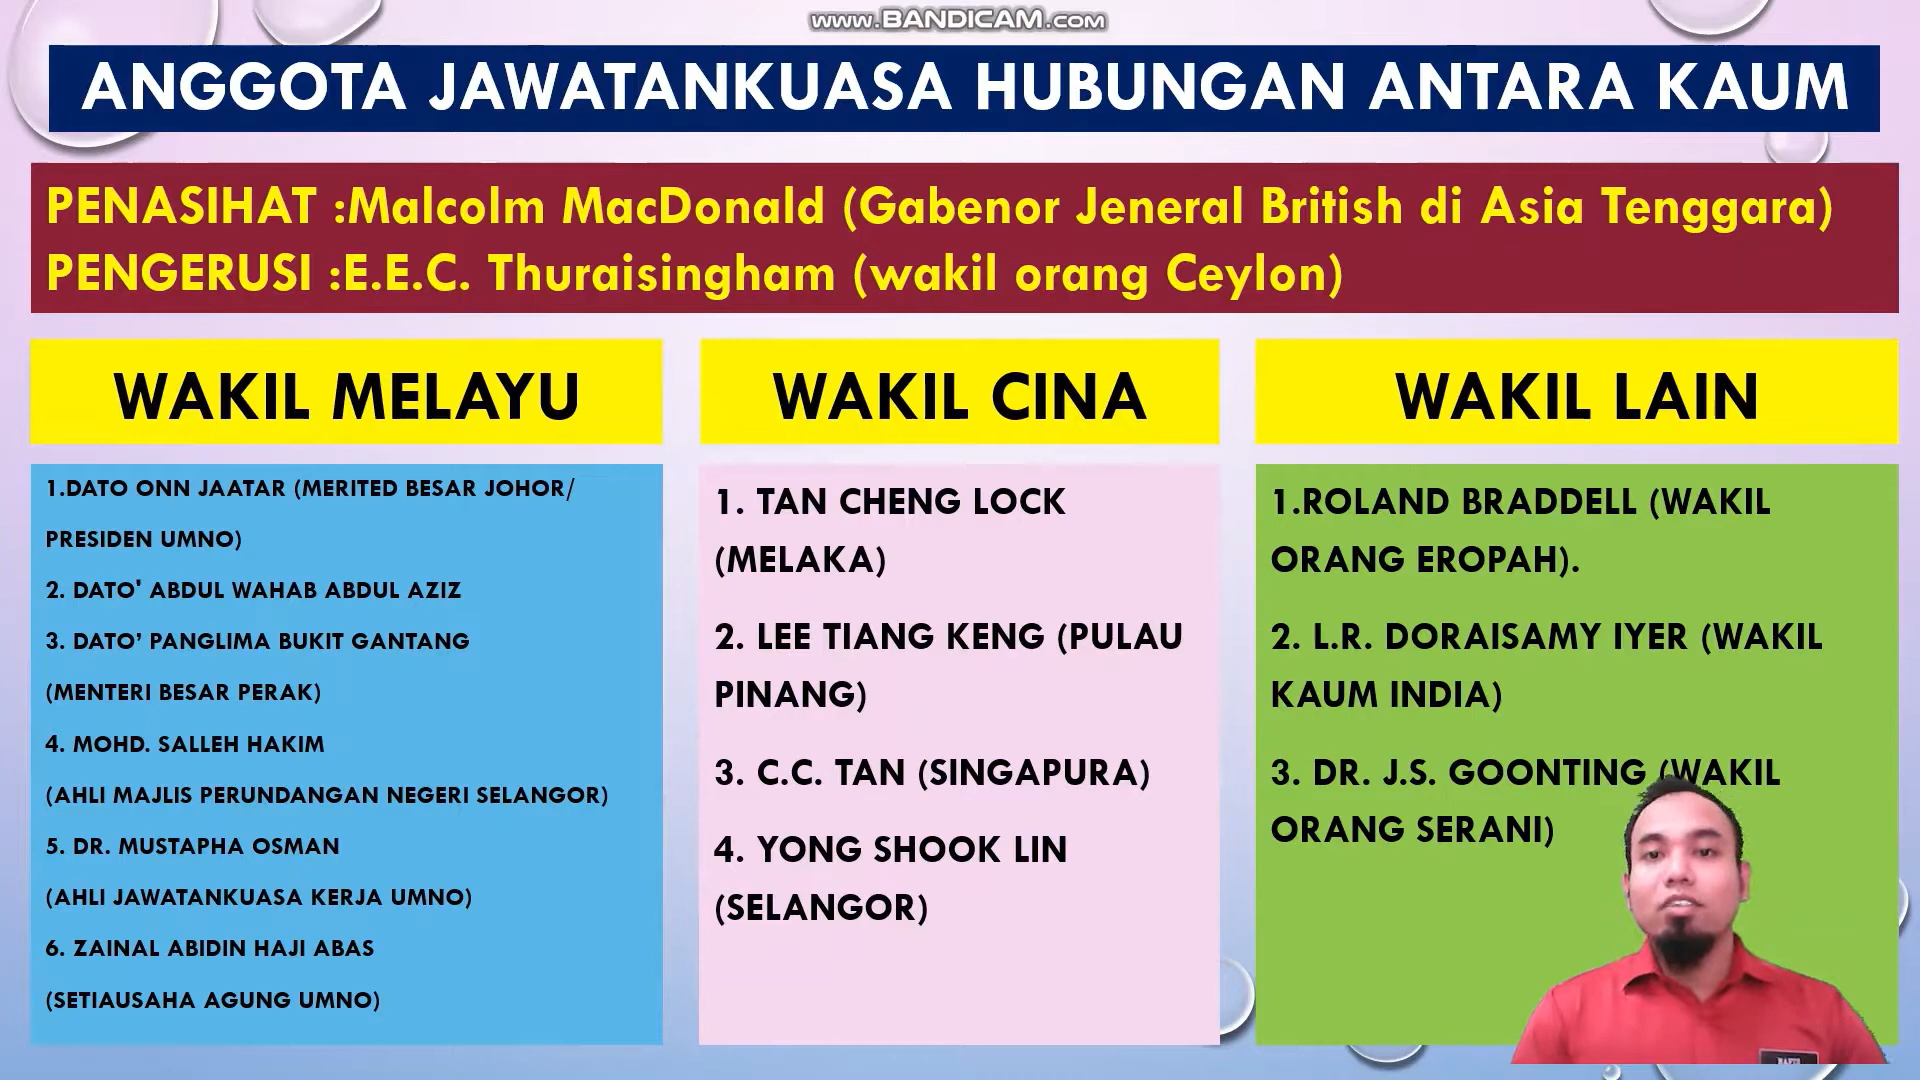 www.BANDICAM.com
ANGGOTA JAWATANKUASA HUBUNGAN ANTARA KAUM
PENASIHAT :Malcolm MacDonald (Gabenor Jeneral British di Asia Tenggara)
PENGERUSI :E.E.C. Thuraisingham (wakil orang Ceylon)
WAKIL MELAYU
1.DATO ONN JAATAR (MERITED BESAR JOHOR/
PRESIDEN UMNO)
2. DATO' ABDUL WAHAB ABDUL AZIZ
3. DATO’ PANGLIMA BUKIT GANTANG
(MENTERI BESAR PERAK)
4. MOHD. SALLEH HAKIM
(AHLI MAJLIS PERUNDANGAN NEGERI SELANGOR)
5. DR. MUSTAPHA OSMAN
(AHLI JAWATANKUASA KERJA UMNO)
6. ZAINAL ABIDIN HAJI ABAS
(SETIAUSAHA AGUNG UMNO)
WAKIL CINA
1. TAN CHENG LOCK
(MELAKA)
2. LEE TIANG KENG (PULAU
PINANG)
3. C.C. TAN (SINGAPURA)
4. YONG SHOOK LIN
(SELANGOR)
WAKIL LAIN
1.ROLAND BRADDELL (WAKIL
ORANG EROPAH).
2. L.R. DORAISAMY IYER (WAKIL
KAUM INDIA)
3. DR. J.S. GOONTING (WAKIL
ORANG SERANI)